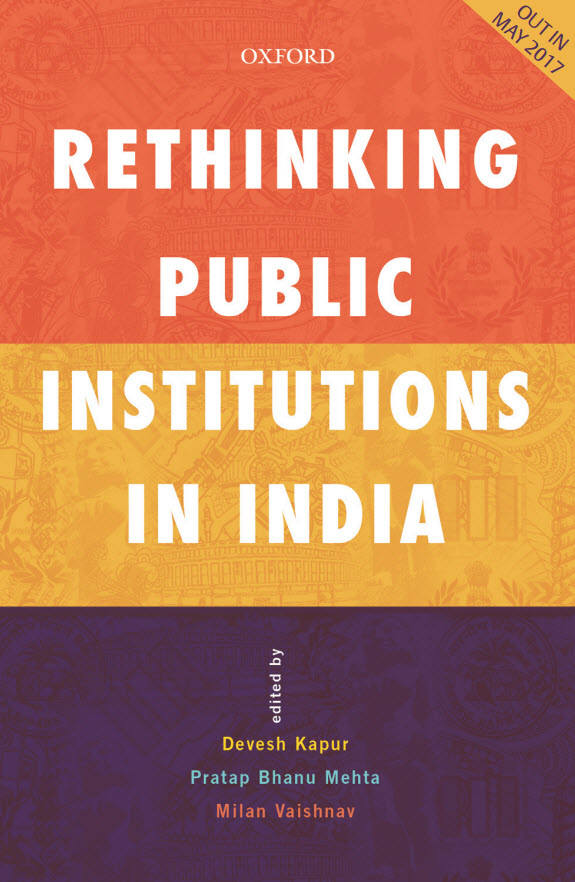 OUT IN
MAY 2017
OXFORD
RETHINKING
PUBLIC
INSTITUTIONS
IN INDIA
edited by
Devesh Kapur
Pratap Bhanu Mehta
Milan Vaishnav